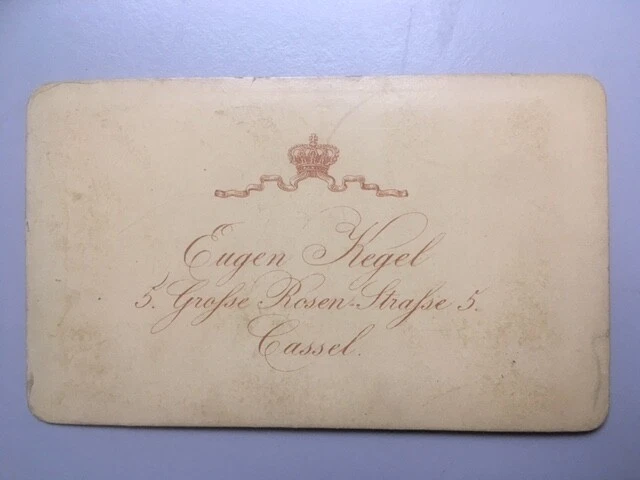 Eugen Kegel
5. Große Rosen-Straße 5.
Cassel.